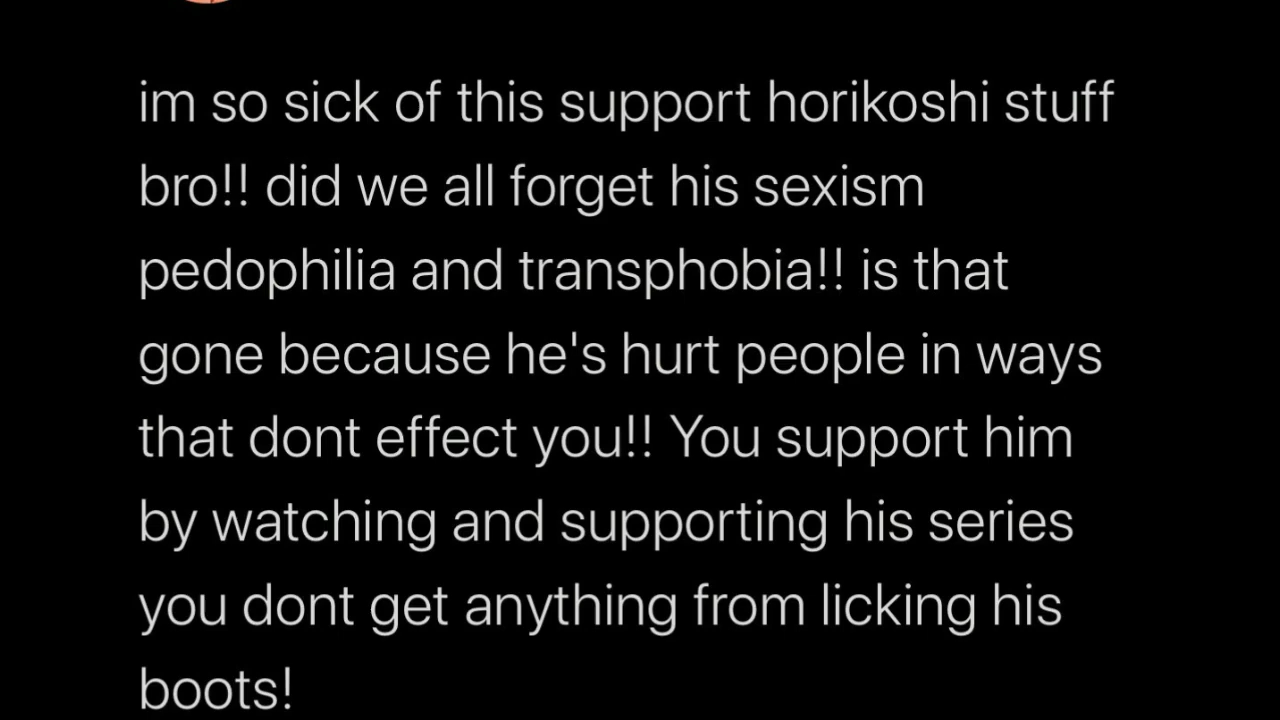 im so sick of this support horikoshi stuff
bro!! did we all forget his sexism
pedophilia and transphobia!! is that
gone because he's hurt people in ways
that dont effect you!! You support him
by watching and supporting his series
you dont get anything from licking his
boots!